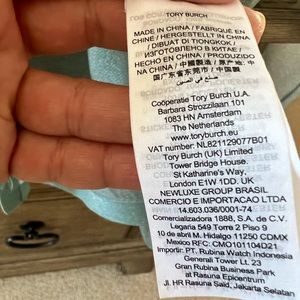 TORY BURCH
MADE IN CHINA / FABRIQUÉ EN
CHINE / HERGESTELLT IN CHINA
/ DIBUAT DI TIONGKOK /
ИЗГОТОВЛЕНО В КИТАЕ /
HECHO EN CHINA / PRODUZIDO
NA CHINA / 中國製造 / 原产地: 中
国广东省东莞市 / 中国
صنع في الصين
Coöperatie Tory Burch U.A.
Barbara Strozzilaan 101
1083 HN Amsterdam
The Netherlands
www.toryburch.eu
VAT number: NL821129077B01
Tory Burch (UK) Limited
Tower Bridge House.
St Katharine's Way,
London E1W 1DD. UK
NEWLUXE GROUP BRASIL
COMERCIO E IMPORTACAO LTDA
14.603.036/0001-74
Comercializadora 1888, S.A. de C.V.
Legaria 549 Torre 2 Piso 9
10 de abril M. Hidalgo 11250 CDMX
Mexico RFC: CMO101104D21
Importir: PT. Rubina Watch Indonesia
Generali Tower Lt. 23
Gran Rubina Business Park
at Rasuna Epicentrum
Jl. HR Rasuna Said, Jakarta Selatan